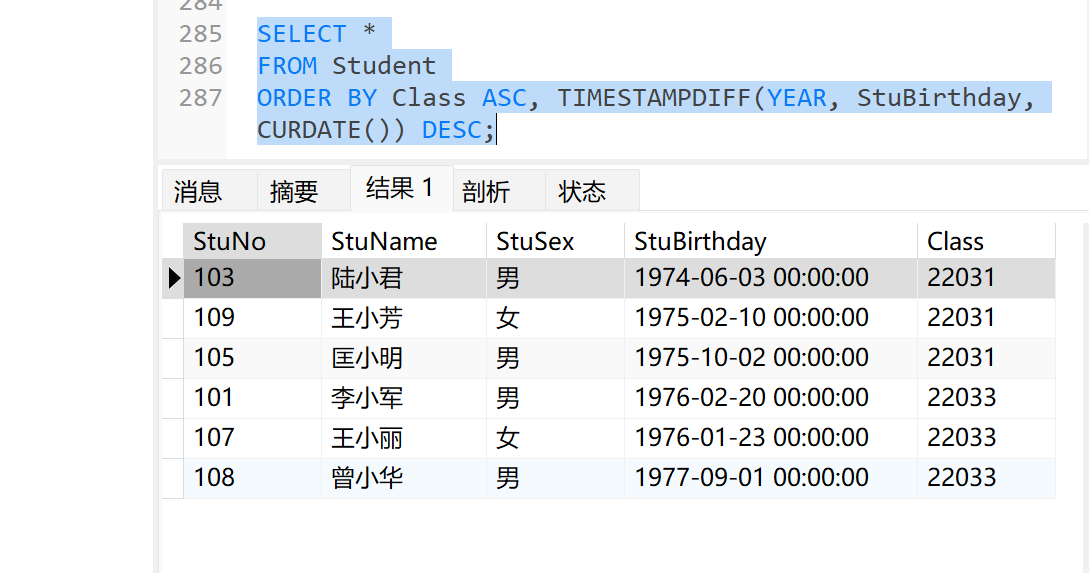 284
285 SELECT *
286 FROM Student
287 ORDER BY Class ASC, TIMESTAMPDIFF(YEAR, StuBirthday,
CURDATE()) DESC;
消息 摘要 结果 1 剖析 状态
StuNo StuName StuSex StuBirthday Class
103 陆小君 男 1974-06-03 00:00:00 22031
109 王小芳 女 1975-02-10 00:00:00 22031
105 匡小明 男 1975-10-02 00:00:00 22031
101 李小军 男 1976-02-20 00:00:00 22033
107 王小丽 女 1976-01-23 00:00:00 22033
108 曾小华 男 1977-09-01 00:00:00 22033